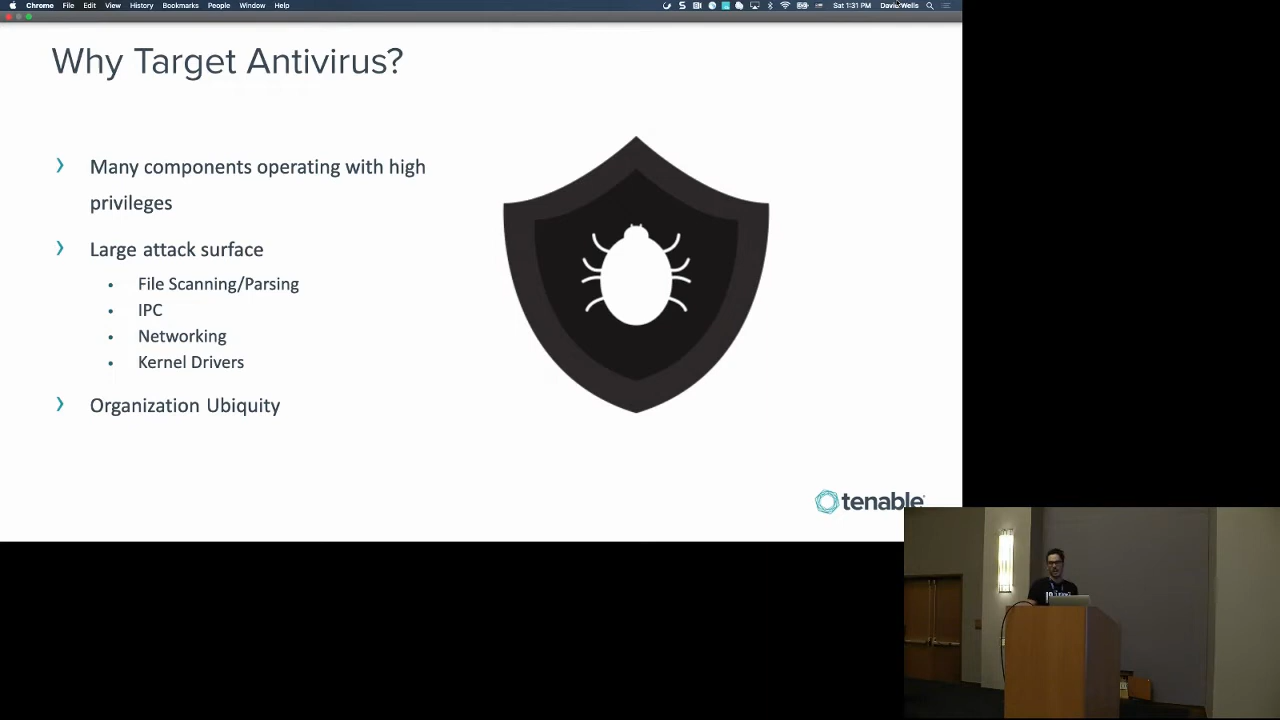 Chrome File Edit View History Bookmarks People Window Help
Sat 1:31 PM
Why Target Antivirus?
Many components operating with high
privileges
Large attack surface
File Scanning/Parsing
IPC
Networking
Kernel Drivers
Organization Ubiquity
tenable